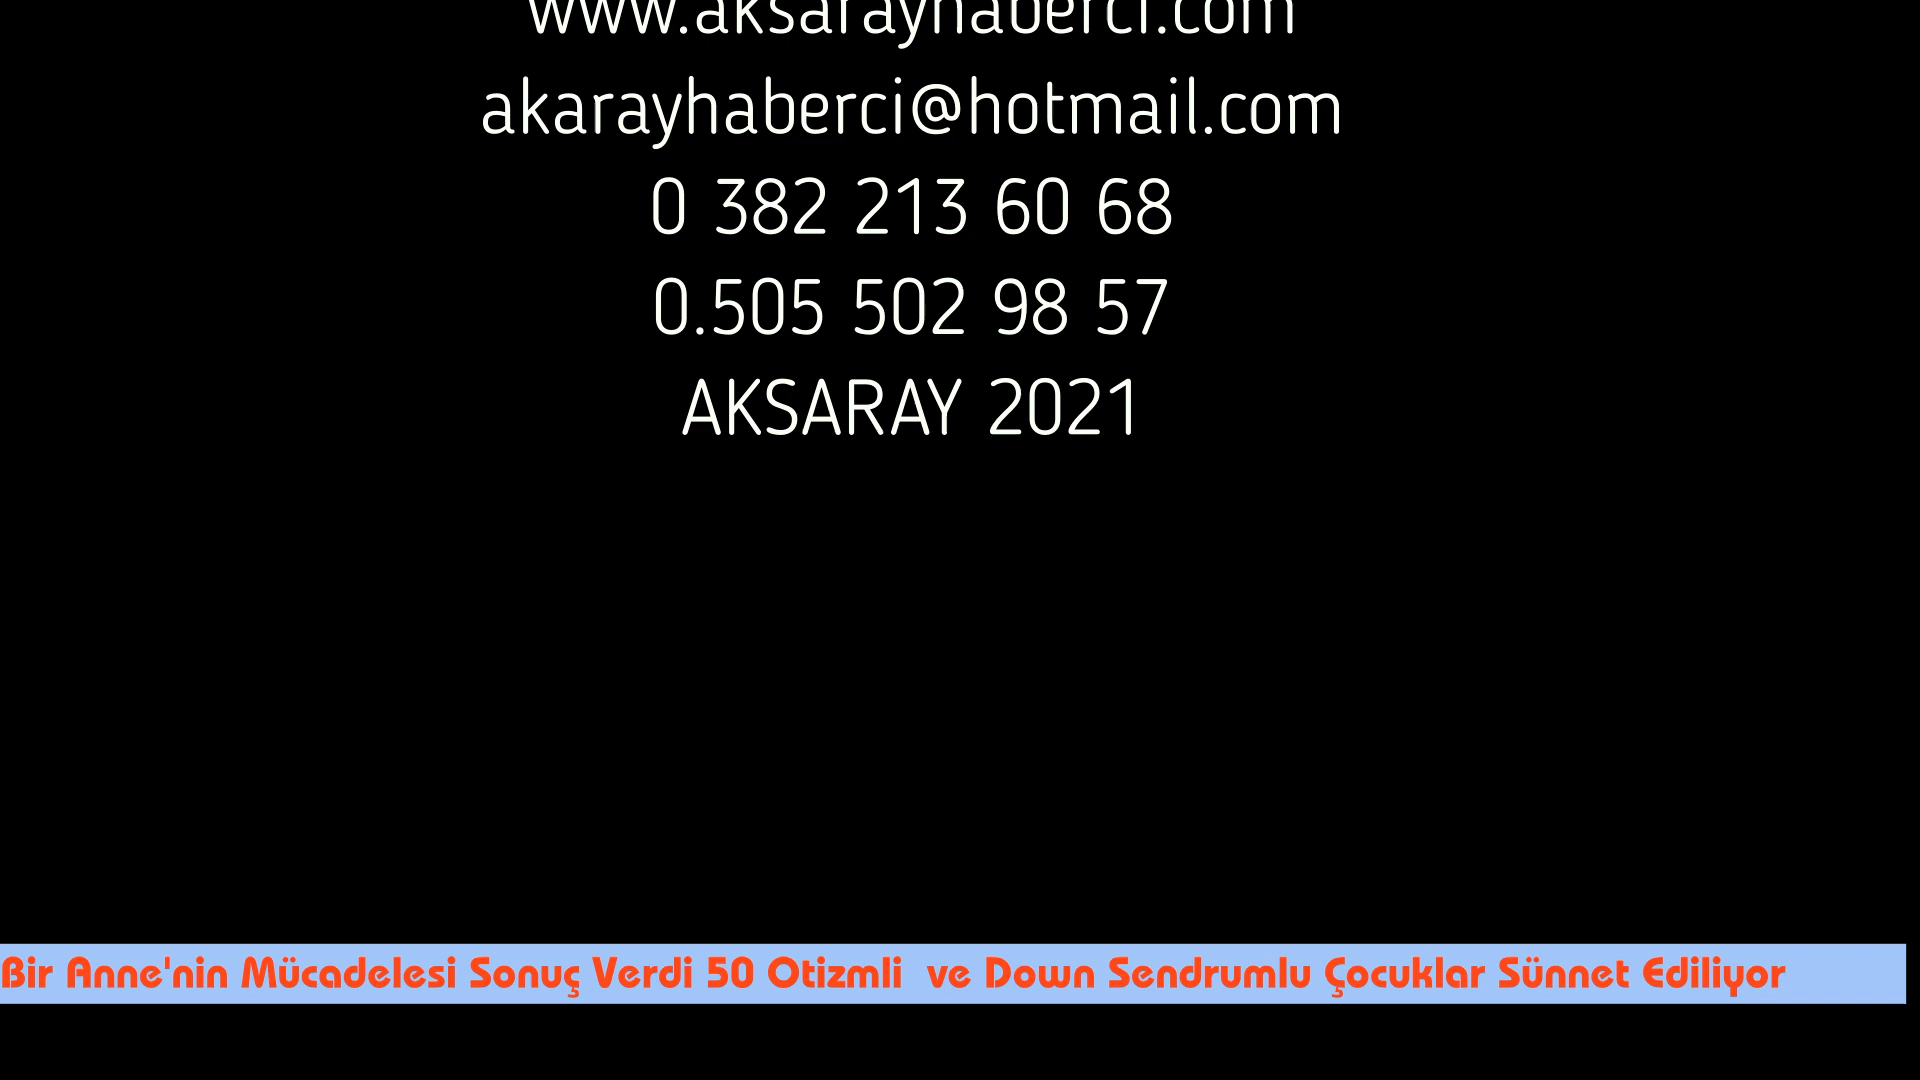 www.aksarayhaberci.com
akarayhaberci@hotmail.com
0 382 213 60 68
0.505 502 98 57
AKSARAY 2021
Bir Anne'nin Mücadelesi Sonuç Verdi 50 Otizmli  ve Down Sendrumlu Çocuklar Sünnet Ediliyor